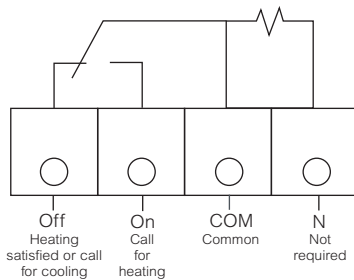 Off
On
COM
N
Heating
satisfied or call
for cooling
Call
for
heating
Common
Not
required